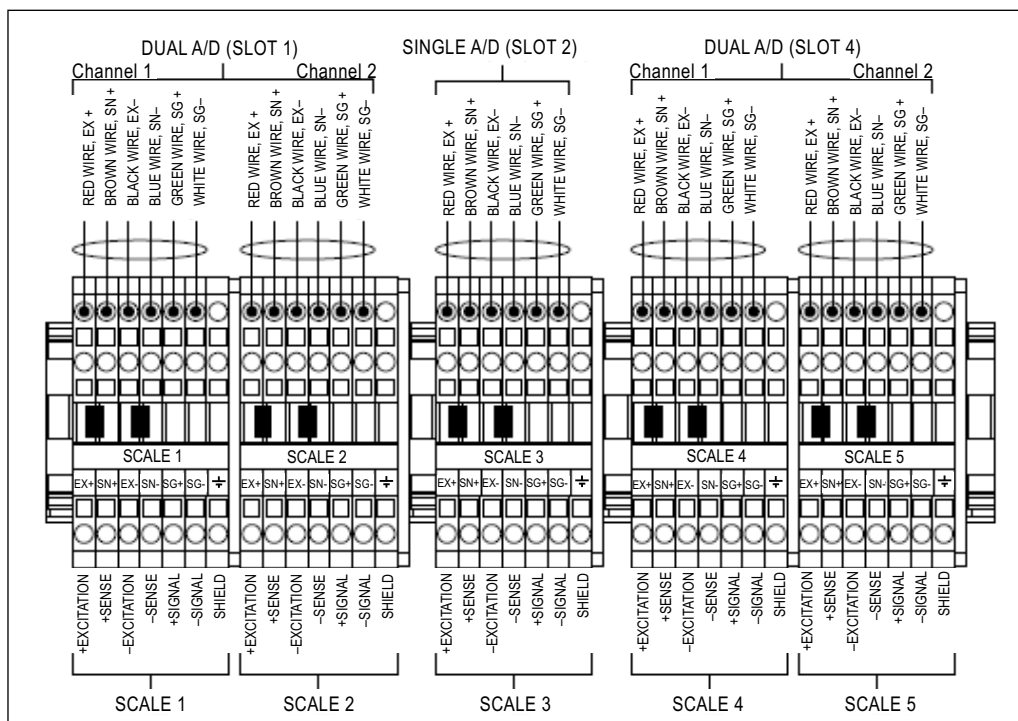 DUAL A/D (SLOT 1)
SINGLE A/D (SLOT 2)
DUAL A/D (SLOT 4)
Channel 1
Channel 2
Channel 1
Channel 2
RED WIRE, EX +
BROWN WIRE, SN +
BLACK WIRE, EX–
BLUE WIRE, SN–
GREEN WIRE, SG +
WHITE WIRE, SG–
RED WIRE, EX +
BROWN WIRE, SN +
BLACK WIRE, EX–
BLUE WIRE, SN–
GREEN WIRE, SG +
WHITE WIRE, SG–
RED WIRE, EX +
BROWN WIRE, SN +
BLACK WIRE, EX–
BLUE WIRE, SN–
GREEN WIRE, SG +
WHITE WIRE, SG–
RED WIRE, EX +
BROWN WIRE, SN +
BLACK WIRE, EX–
BLUE WIRE, SN–
GREEN WIRE, SG +
WHITE WIRE, SG–
RED WIRE, EX +
BROWN WIRE, SN +
BLACK WIRE, EX–
BLUE WIRE, SN–
GREEN WIRE, SG +
WHITE WIRE, SG–
SCALE 1
SCALE 2
SCALE 3
SCALE 4
SCALE 5
EX+ SN+ EX- SN- SG+ SG-
EX+ SN+ EX- SN- SG+ SG-
EX+ SN+ EX- SN- SG+ SG-
EX+ SN+ EX- SN- SG+ SG-
EX+ SN+ EX- SN- SG+ SG-
+EXCITATION
+SENSE
–EXCITATION
–SENSE
+SIGNAL
–SIGNAL
SHIELD
+EXCITATION
+SENSE
–EXCITATION
–SENSE
+SIGNAL
–SIGNAL
SHIELD
+EXCITATION
+SENSE
–EXCITATION
–SENSE
+SIGNAL
–SIGNAL
SHIELD
+EXCITATION
+SENSE
–EXCITATION
–SENSE
+SIGNAL
–SIGNAL
SHIELD
+EXCITATION
+SENSE
–EXCITATION
–SENSE
+SIGNAL
–SIGNAL
SHIELD
SCALE 1
SCALE 2
SCALE 3
SCALE 4
SCALE 5